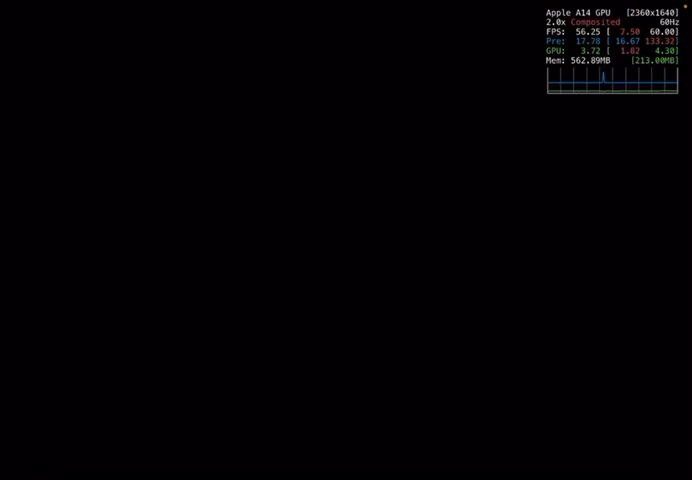 Apple A14 GPU [2360x1640]
2.0x Composited 60Hz
FPS: 56.25 [ 7.50 60.00]
Pre: 17.78 [ 16.67 133.32]
GPU: 3.72 [ 1.82 4.30]
Mem: 562.89MB [213.00MB]